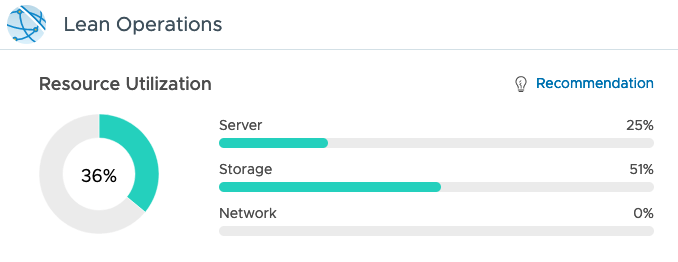 Lean Operations
Resource Utilization
Recommendation
36%
Server 25%
Storage 51%
Network 0%